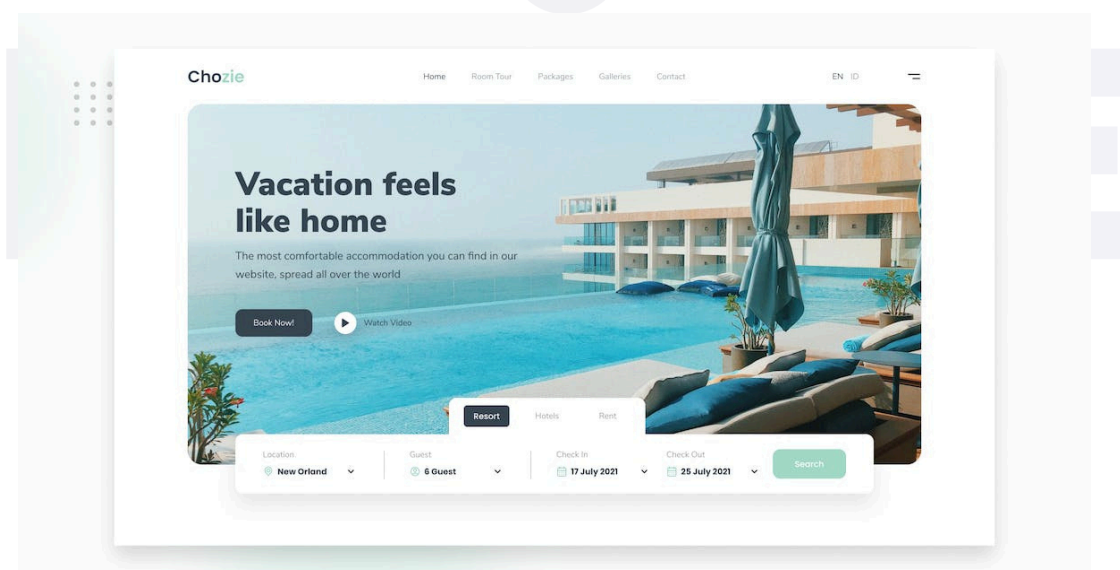 Chozie
Home Room Tour Packages Galleries Contact
EN ID
Vacation feels
like home
The most comfortable accommodation you can find in our
website, spread all over the world
Book Now! Watch Video
Resort Hotels Rent
Location Guest Check In Check Out
New Orland 6 Guest 17 July 2021 25 July 2021
Search